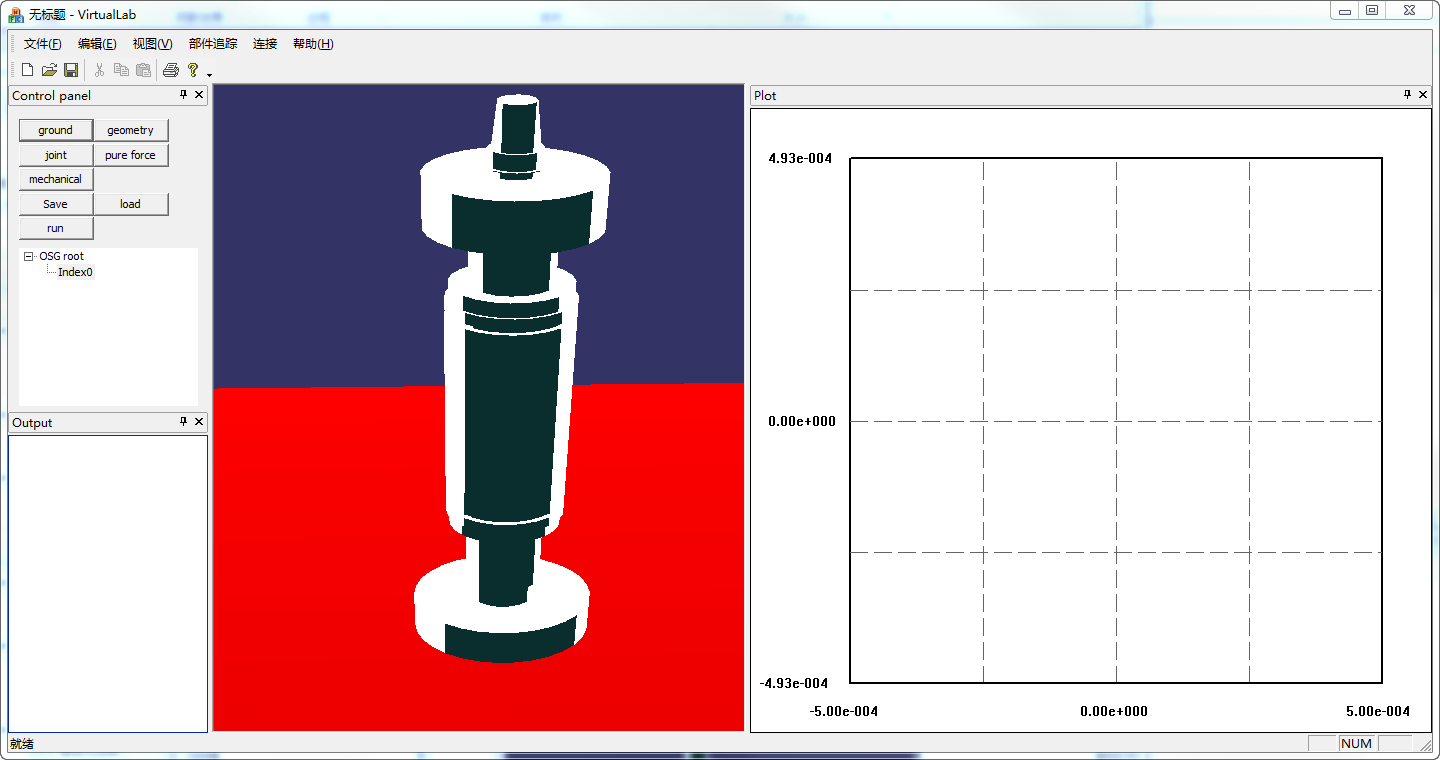 无标题 - VirtualLab
文件(F) 编辑(E) 视图(V) 部件追踪 连接 帮助(H)
Control panel
ground geometry
joint pure force
mechanical
Save load
run
OSG root
Index0
Output
Plot
4.93e-004
0.00e+000
-4.93e-004
-5.00e-004 0.00e+000 5.00e-004
就绪 NUM